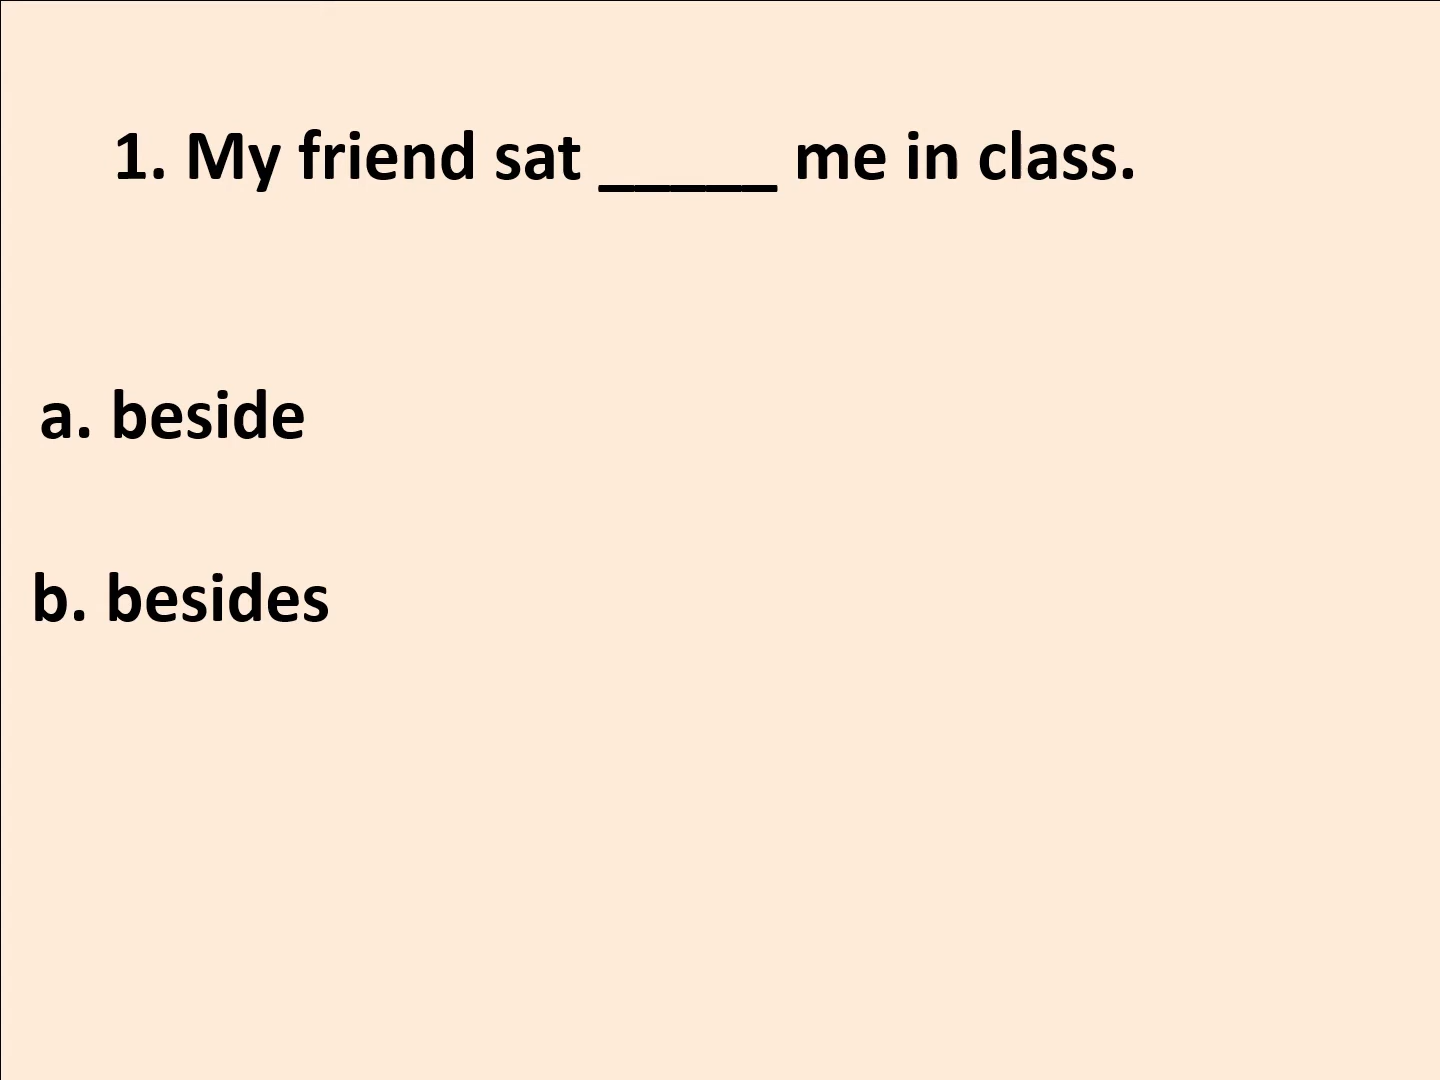 1. My friend sat _____ me in class.
a. beside
b. besides